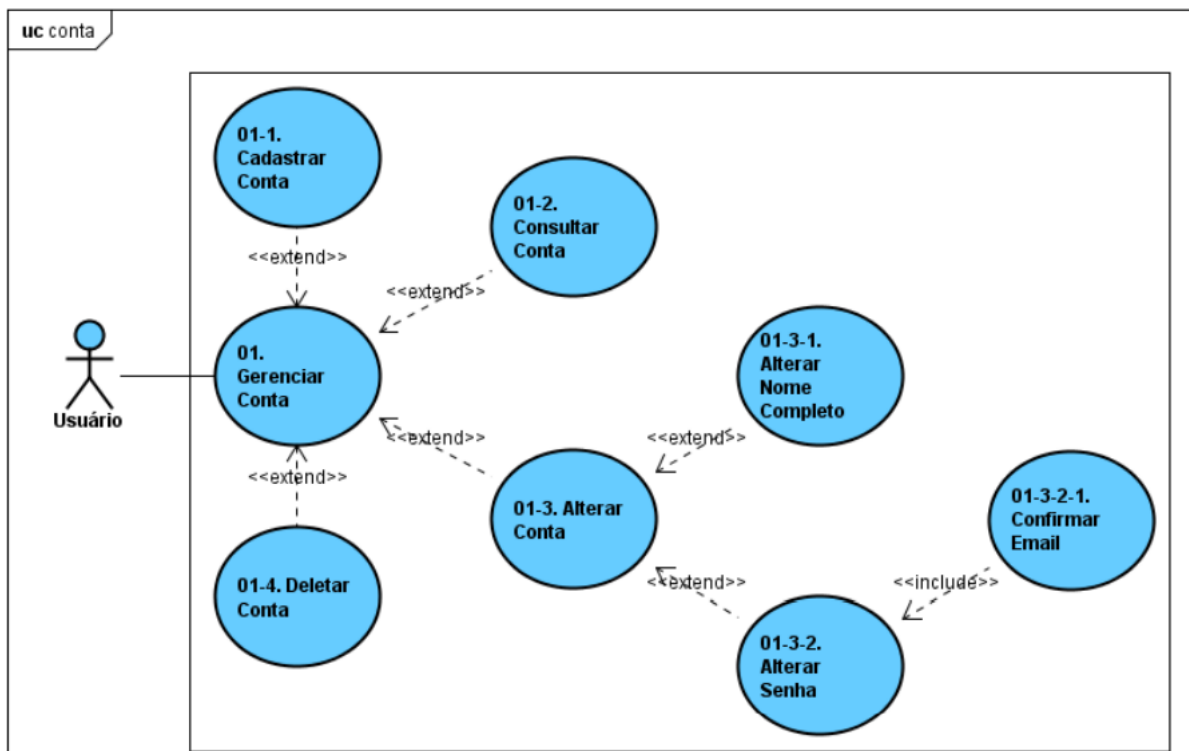 uc conta
01-1.
Cadastrar
Conta
01-2.
Consultar
Conta
<<extend>>
<<extend>>
01.
Gerenciar
Conta
Usuário
01-3-1.
Alterar
Nome
Completo
<<extend>>
<<extend>>
<<extend>>
01-3. Alterar
Conta
01-3-2-1.
Confirmar
Email
01-4. Deletar
Conta
<<extend>>
<<include>>
01-3-2.
Alterar
Senha